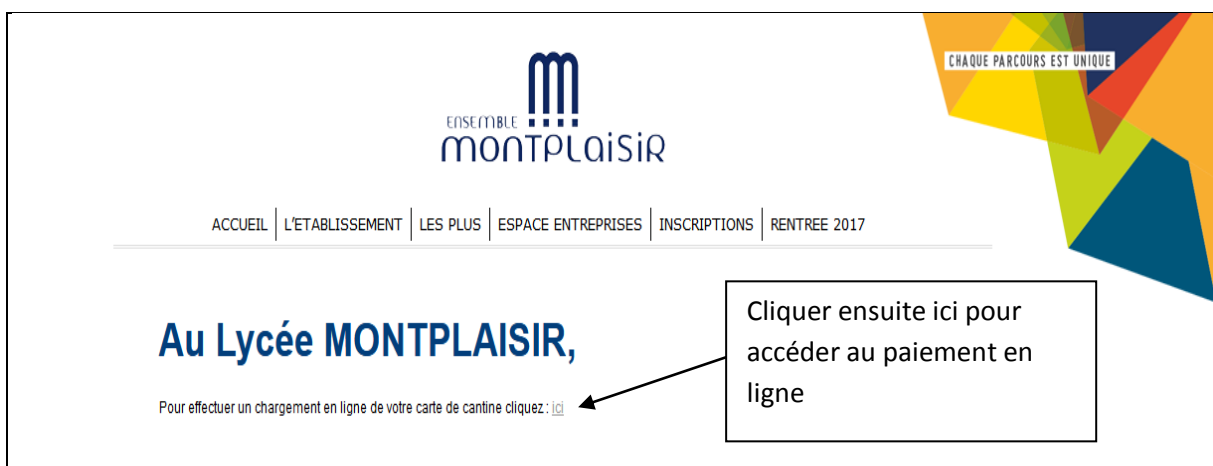 CHAQUE PARCOURS EST UNIQUE
ENSEMBLE
MONTPLAISIR
ACCUEIL L'ETABLISSEMENT LES PLUS ESPACE ENTREPRISES INSCRIPTIONS RENTREE 2017
Au Lycée MONTPLAISIR,
Pour effectuer un chargement en ligne de votre carte de cantine cliquez : ici
Cliquer ensuite ici pour
accéder au paiement en
ligne